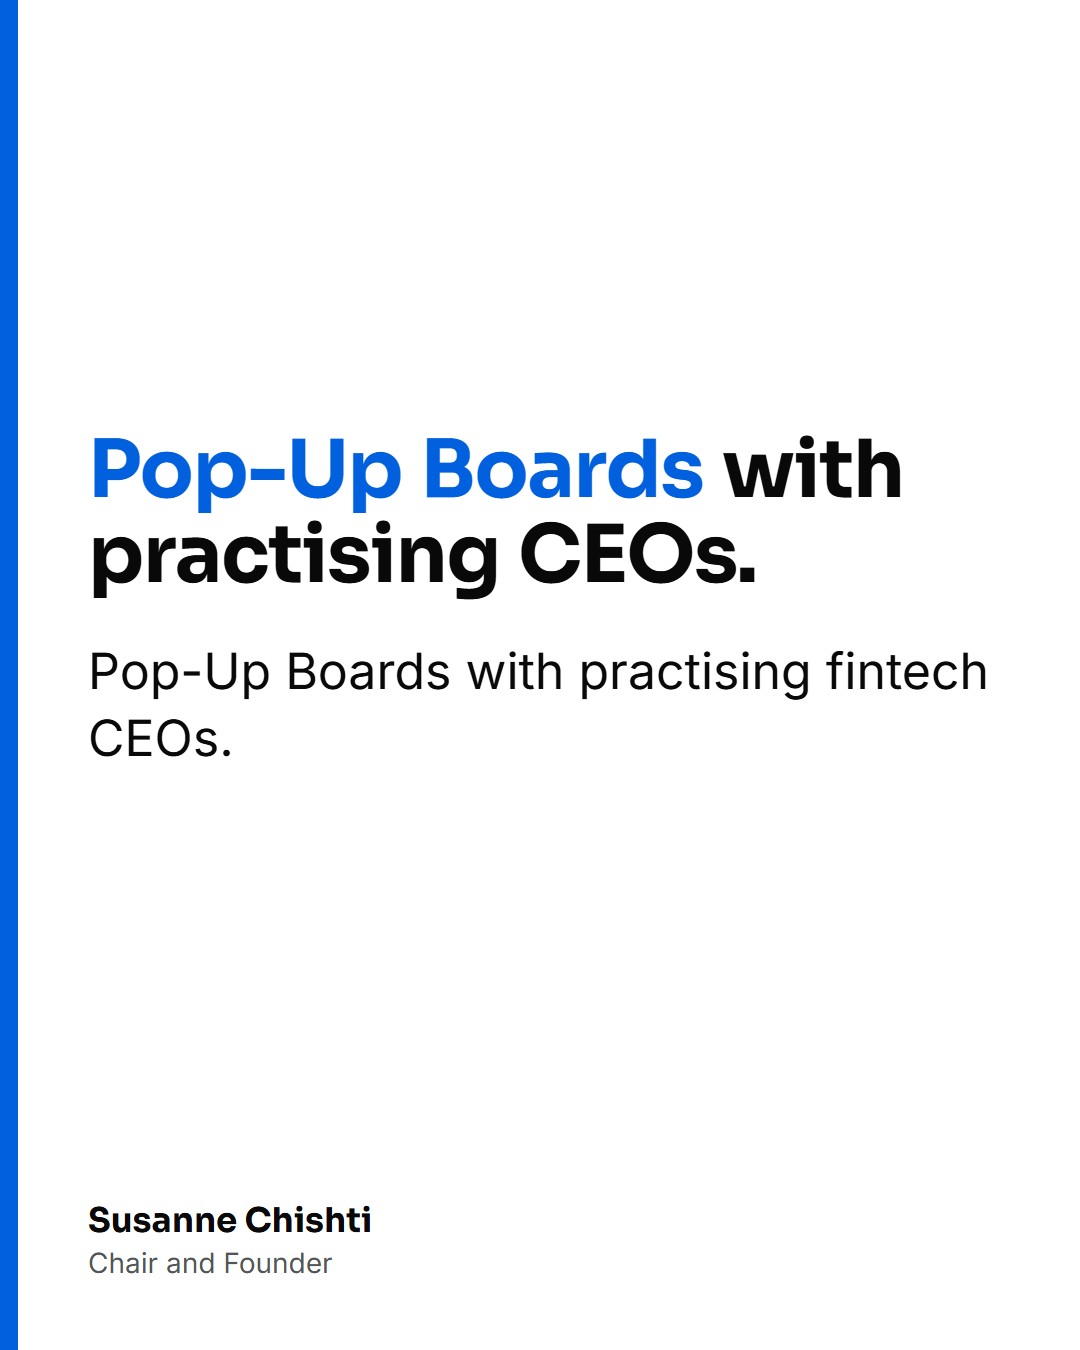 Pop-Up Boards with
practising CEOs.
Pop-Up Boards with practising fintech
CEOs.
Susanne Chishti
Chair and Founder